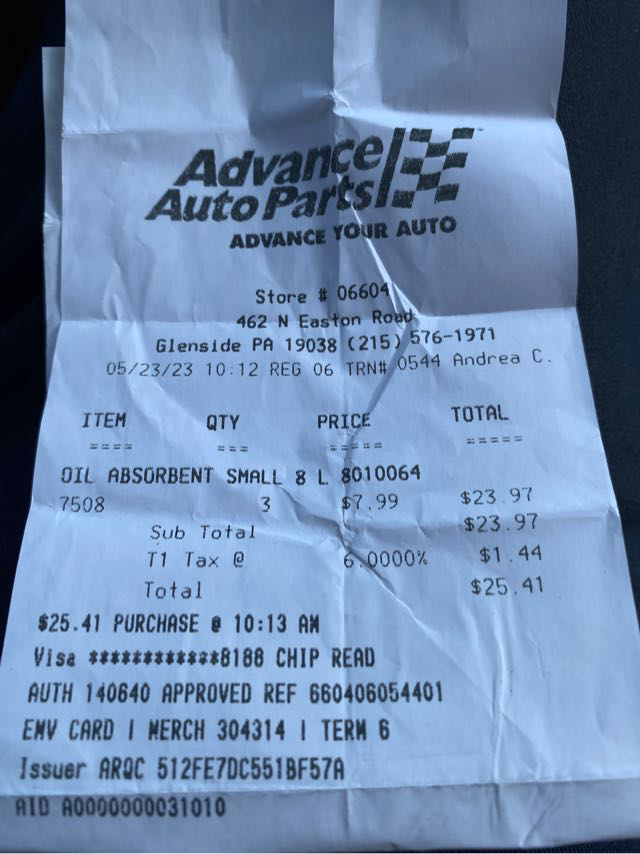 Advance
Auto Parts
ADVANCE YOUR AUTO
Store # 06604
462 N Easton Road
Glenside PA 19038 (215) 576-1971
05/23/23 10:12 REG 06 TRN# 0544 Andrea C.
ITEM QTY PRICE TOTAL
==== === ===== =====
OIL ABSORBENT SMALL 8 L 8010064
7508 3 $7.99 $23.97
Sub Total $23.97
T1 Tax @ 6.0000% $1.44
Total $25.41
$25.41 PURCHASE @ 10:13 AM
Visa ************8188 CHIP READ
AUTH 140640 APPROVED REF 660406054401
EMV CARD | MERCH 304314 | TERM 6
Issuer ARQC 512FE7DC551BF57A
AID A0000000031010